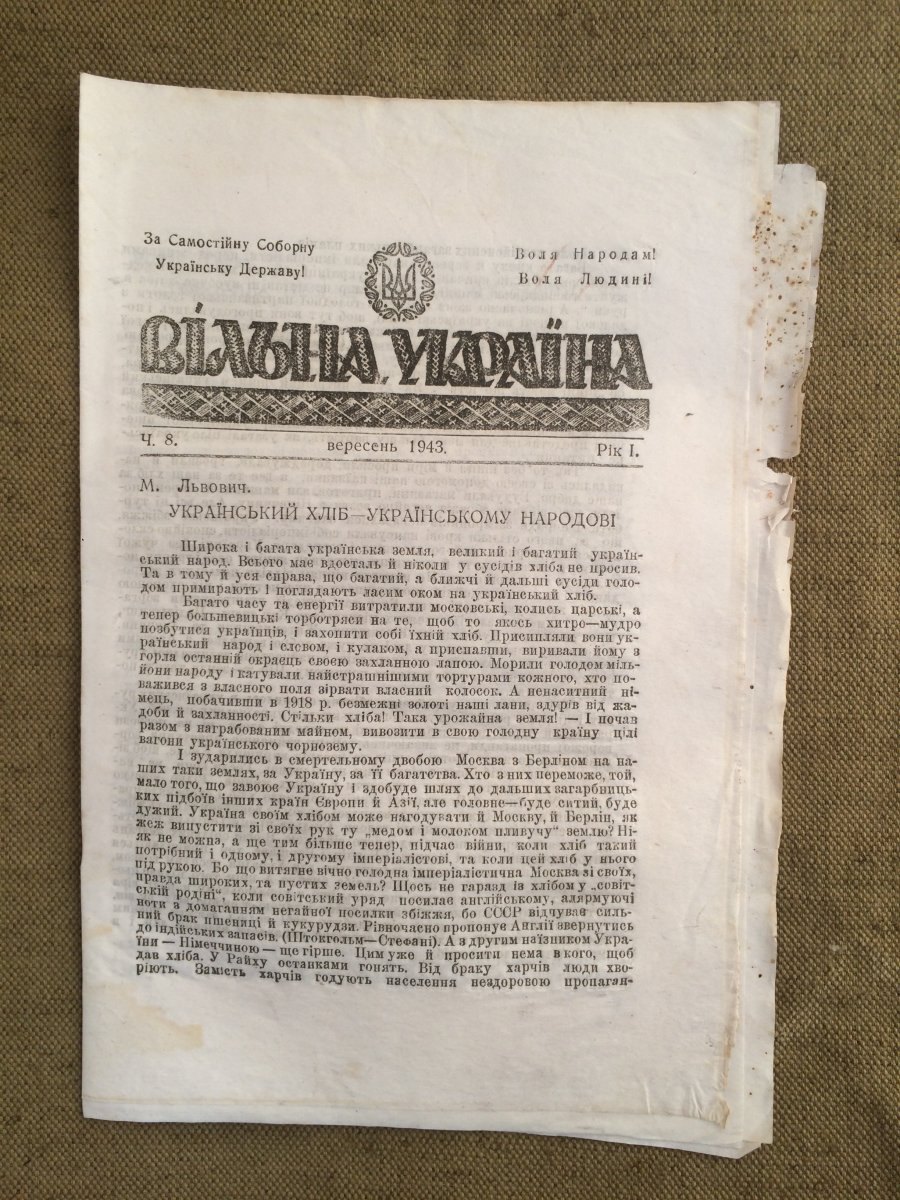 За Самостійну Соборну
Українську Державу!
Воля Народам!
Воля Людині!
ВІЛЬНА УКРАЇНА
Ч. 8.
вересень 1943.
Рік І.
М. Львович.
УКРАЇНСЬКИЙ ХЛІБ—УКРАЇНСЬКОМУ НАРОДОВІ
Широка і багата українська земля, великий і багатий україн-
ський народ. Всього має вдосталь й ніколи у сусідів хліба не просив.
Та в тому й уся справа, що багатий, а ближчі й дальші сусіди голо-
дом примирають і поглядають ласим оком на український хліб.
Багато часу та енергії витратили московські, колись царські, а
тепер большевицькі торботряси на те, щоб то якось хитро—мудро
позбутися українців, і захопити собі їхній хліб. Присипляли вони ук-
раїнський народ і словом, і кулаком, а приспавши, виривали йому з
горла останній окраєць своєю захланною лапою. Морили голодом міль-
йони народу і катували найстрашнішими тортурами кожного, хто по-
важився з власного поля зірвати власний колосок. А ненаситний ні-
мець, побачивши в 1918 р. безмежні золоті наші лани, здурів від жа-
доби й захланності. Стільки хліба! Така урожайна земля! — І почав
разом з награбованим майном, вивозити в свою голодну країну цілі
вагони українського чорнозему.
І зударились в смертельному двобою Москва з Берліном на на-
ших таки землях, за Україну, за її багатства. Хто з них переможе, той,
мало того, що завоює Україну і здобуде шлях до дальших загарбниць-
ких підбоїв інших країн Європи й Азії, але головне—буде ситий, буде
дужий. Україна своїм хлібом може нагодувати й Москву, й Берлін, як
жеж випустити зі своїх рук ту „медом і молоком пливучу“ землю? Ні-
як не можна, а ще тим більше тепер, підчас війни, коли хліб такий
потрібний і одному, і другому імперіалістові, та коли цей хліб у нього
під рукою. Бо що витягне вічно голодна імперіалістична Москва зі своїх,
правда широких, та пустих земель? Щось не гаразд із хлібом у „совіт-
ській родіні“, коли совітський уряд посилає англійському, алярмуючі
ноти з домаганням негайної посилки збіжжя, бо СССР відчуває силь-
ний брак пшениці й кукурудзи. Рівночасно пропонує Англії звернутись
до індійських запасів. (Штокгольм—Стефані). А з другим наїзником Укра-
їни — Німеччиною — ще гірше. Цим уже й просити нема в кого, щоб
дав хліба. У Райху останками гонять. Від браку харчів люди хво-
ріють. Замість харчів годують населення нездоровою пропаган-